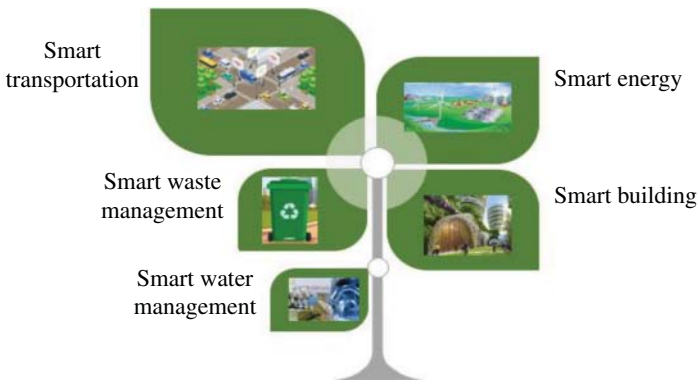 Smart
transportation
Smart energy
Smart waste
management
Smart building
Smart water
management